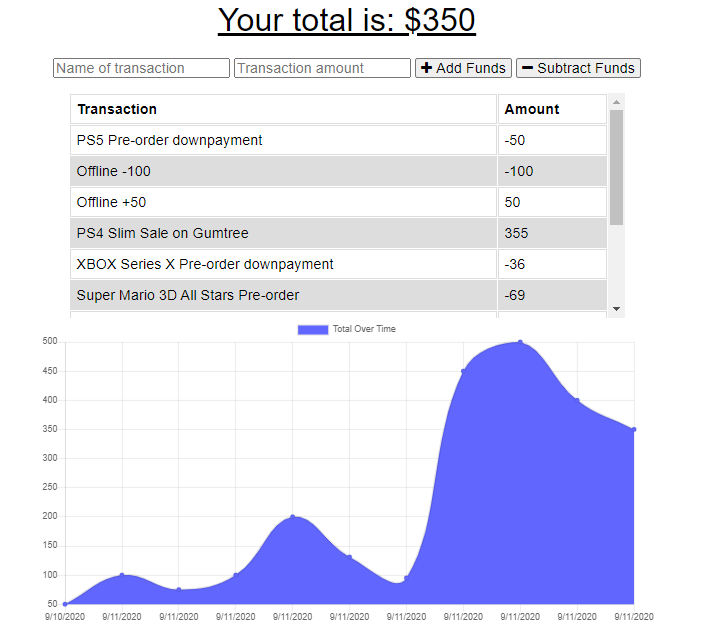 Your total is: $350
Name of transaction Transaction amount + Add Funds − Subtract Funds
Transaction Amount
PS5 Pre-order downpayment -50
Offline -100 -100
Offline +50 50
PS4 Slim Sale on Gumtree 355
XBOX Series X Pre-order downpayment -36
Super Mario 3D All Stars Pre-order -69
Total Over Time
500
450
400
350
300
250
200
150
100
50
9/10/2020 9/11/2020 9/11/2020 9/11/2020 9/11/2020 9/11/2020 9/11/2020 9/11/2020 9/11/2020 9/11/2020 9/11/2020